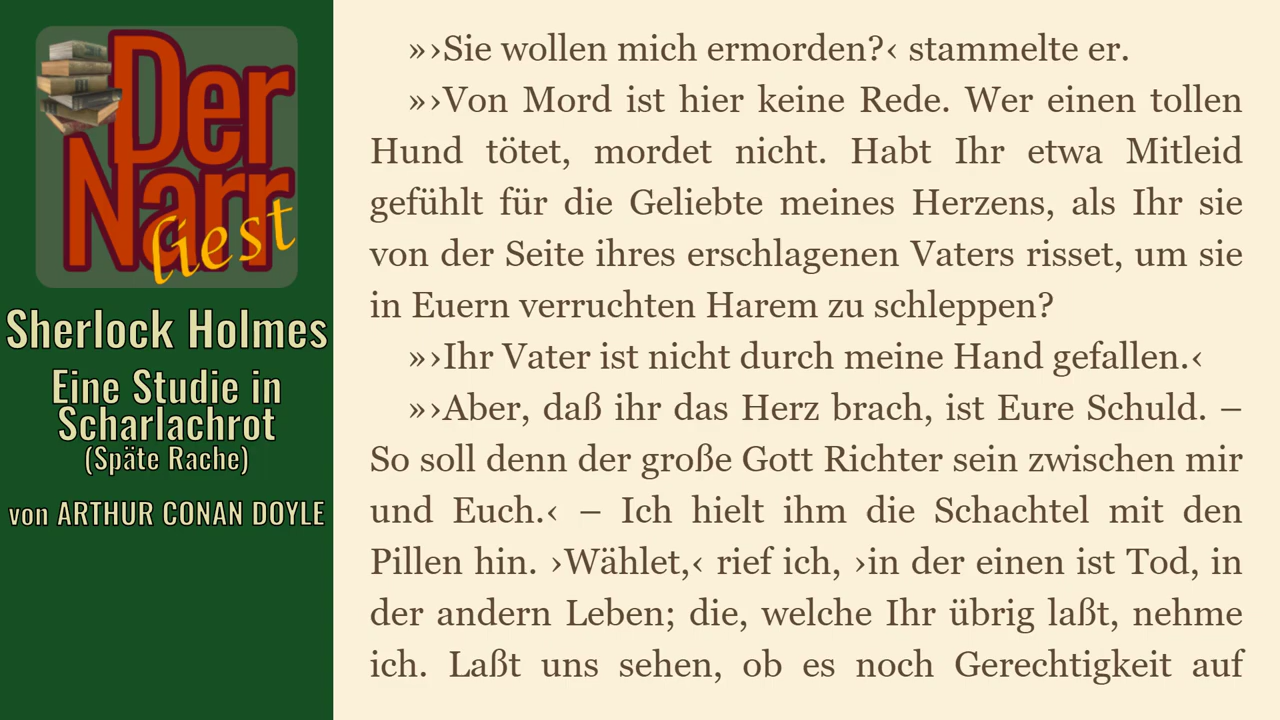 Der
Narr
liest
Sherlock Holmes
Eine Studie in
Scharlachrot
(Späte Rache)
von ARTHUR CONAN DOYLE
»›Sie wollen mich ermorden?‹ stammelte er.
»›Von Mord ist hier keine Rede. Wer einen tollen
Hund tötet, mordet nicht. Habt Ihr etwa Mitleid
gefühlt für die Geliebte meines Herzens, als Ihr sie
von der Seite ihres erschlagenen Vaters risset, um sie
in Euern verruchten Harem zu schleppen?
»›Ihr Vater ist nicht durch meine Hand gefallen.‹
»›Aber, daß ihr das Herz brach, ist Eure Schuld. –
So soll denn der große Gott Richter sein zwischen mir
und Euch.‹ – Ich hielt ihm die Schachtel mit den
Pillen hin. ›Wählet,‹ rief ich, ›in der einen ist Tod, in
der andern Leben; die, welche Ihr übrig laßt, nehme
ich. Laßt uns sehen, ob es noch Gerechtigkeit auf